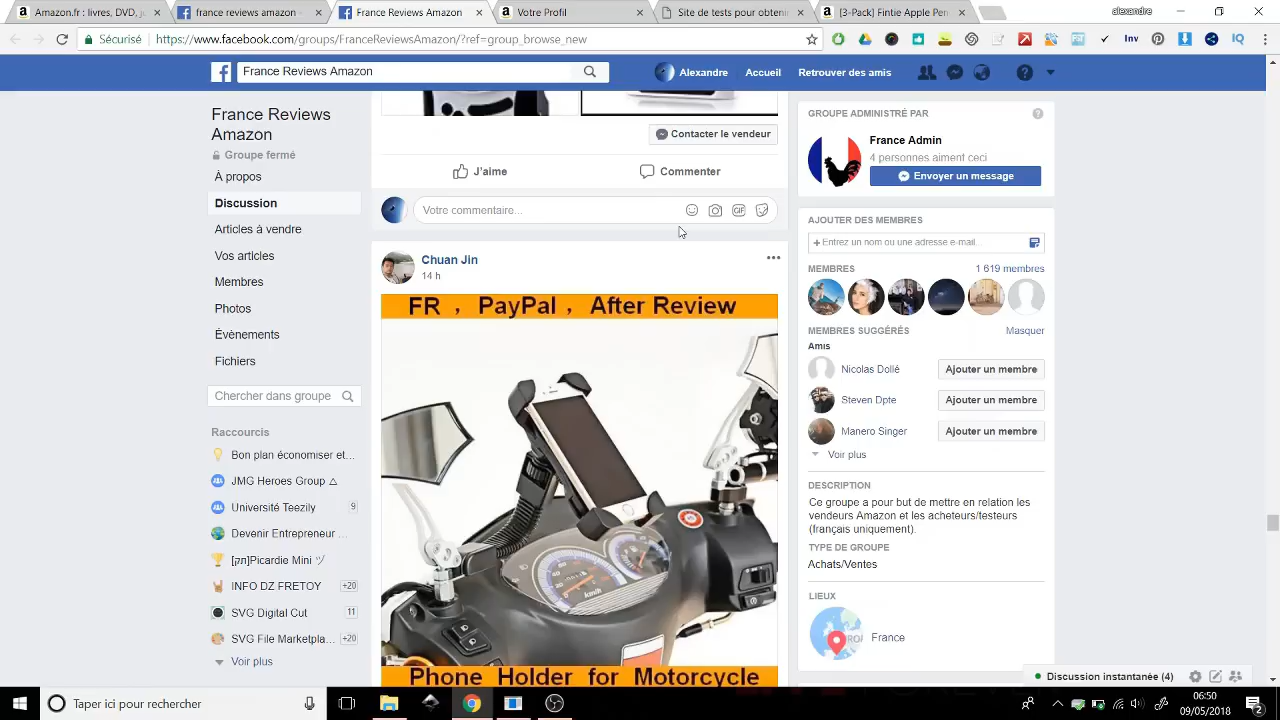 Amazon.fr : livres, DVD, j
france reviews amazon -
France Reviews Amazon
Votre Profil
Site de tests pour obteni
[3-Pack] Fintie Apple Pen
alexandre
Sécurisé
https://www.facebook.com/groups/FranceReviewsAmazon/?ref=group_browse_new
Inv
IQ
France Reviews Amazon
Alexandre
Accueil
Retrouver des amis
France Reviews
Amazon
Groupe fermé
À propos
Discussion
Articles à vendre
Vos articles
Membres
Photos
Évènements
Fichiers
Chercher dans groupe
Raccourcis
Bon plan économiser et...
JMG Heroes Group △
Université Teezily 9
Devenir Entrepreneur ...
[ฦก]Picardie Mini ツ
INFO DZ FRETOY +20
SVG Digital Cut 11
SVG File Marketpla... +20
Voir plus
Contacter le vendeur
J'aime
Commenter
Votre commentaire...
GIF
Chuan Jin
14 h
FR , PayPal , After Review
km/h
Phone Holder for Motorcycle
GROUPE ADMINISTRÉ PAR
France Admin
4 personnes aiment ceci
Envoyer un message
AJOUTER DES MEMBRES
+ Entrez un nom ou une adresse e-mail...
MEMBRES 1 619 membres
MEMBRES SUGGÉRÉS Masquer
Amis
Nicolas Dollé Ajouter un membre
Steven Dpte Ajouter un membre
Manero Singer Ajouter un membre
Voir plus
DESCRIPTION
Ce groupe a pour but de mettre en relation les
vendeurs Amazon et les acheteurs/testeurs
(français uniquement).
TYPE DE GROUPE
Achats/Ventes
LIEUX
France
Discussion instantanée (4)
Taper ici pour rechercher
06:50
09/05/2018
2